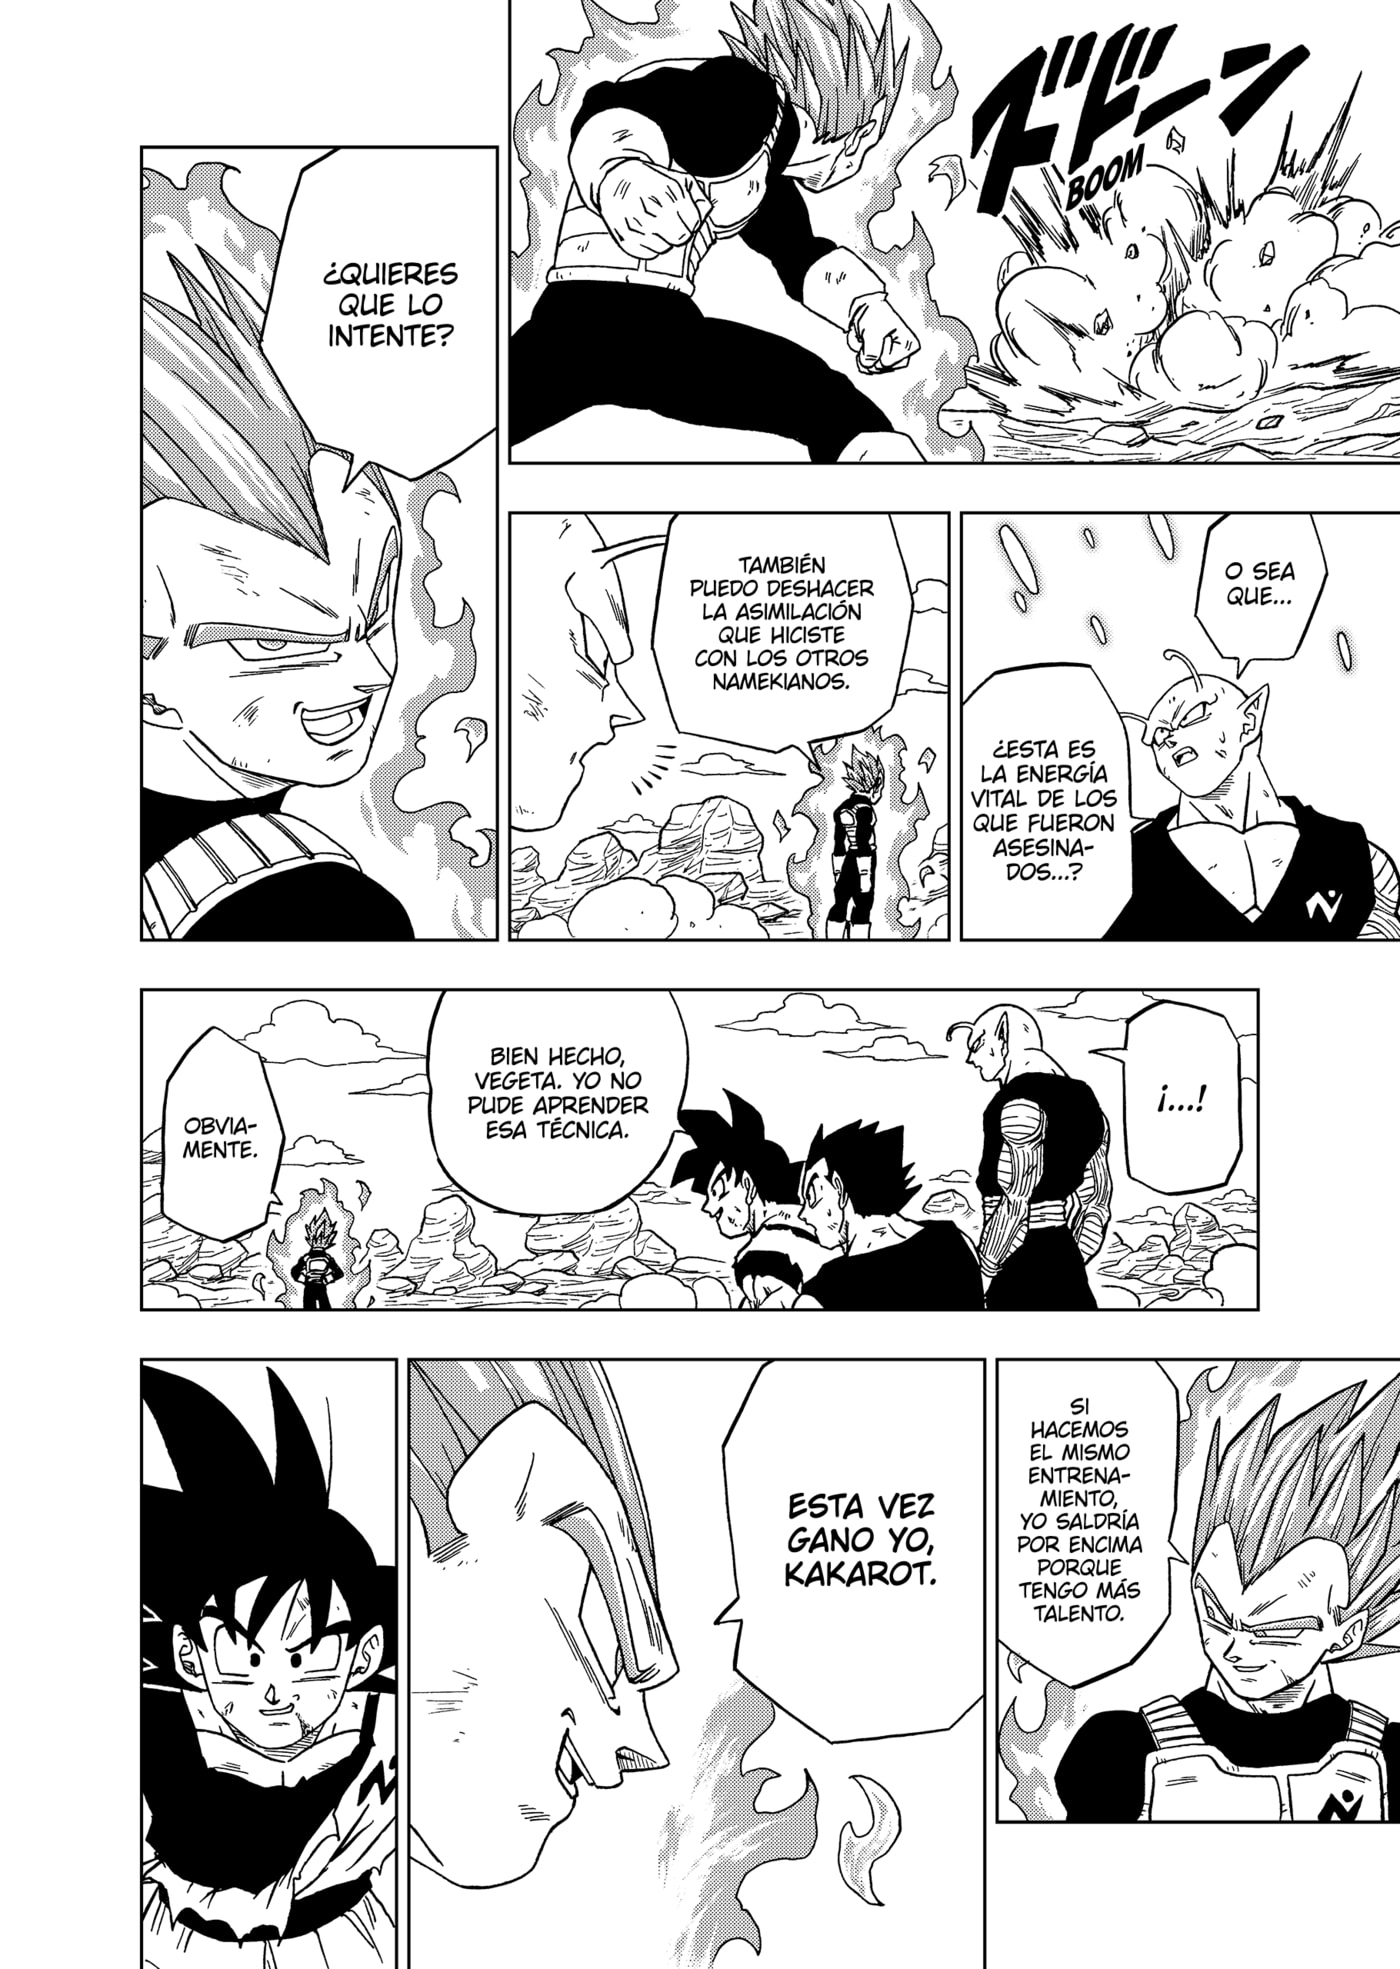 ズドドーン
BOOM
¿QUIERES
QUE LO
INTENTE?
O SEA
QUE...
¿ESTA ES
LA ENERGÍA
VITAL DE LOS
QUE FUERON
ASESINA-
DOS...?
TAMBIÉN
PUEDO DESHACER
LA ASIMILACIÓN
QUE HICISTE
CON LOS OTROS
NAMEKIANOS.
¡...!
BIEN HECHO,
VEGETA. YO NO
PUDE APRENDER
ESA TÉCNICA.
OBVIA-
MENTE.
SI
HACEMOS
EL MISMO
ENTRENA-
MIENTO,
YO SALDRÍA
POR ENCIMA
PORQUE
TENGO MÁS
TALENTO.
ESTA VEZ
GANO YO,
KAKAROT.